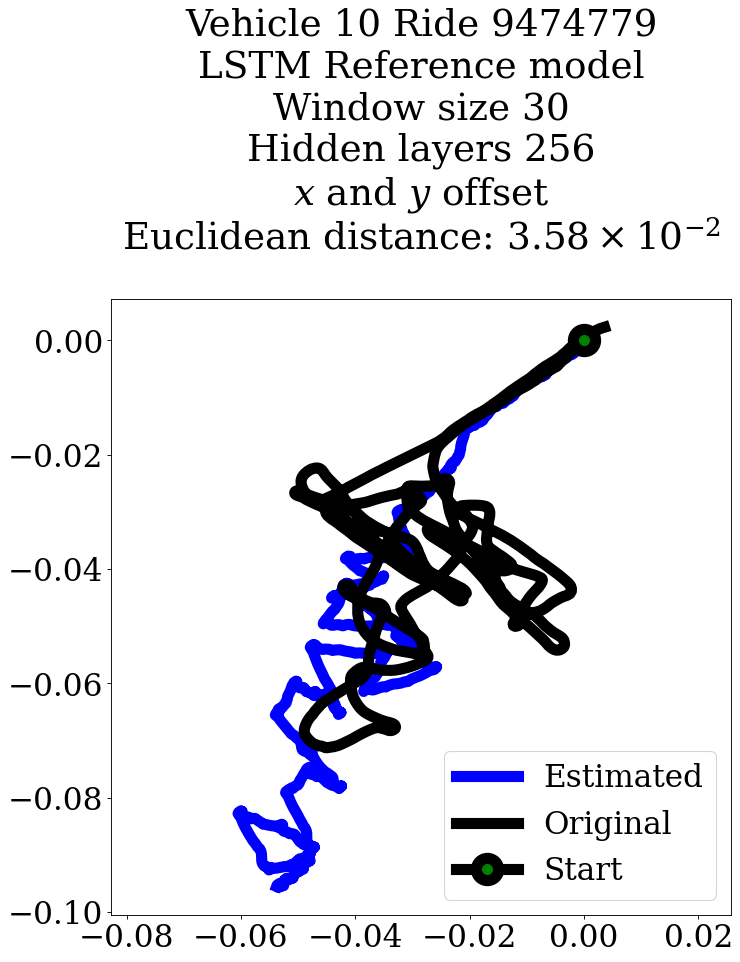 Vehicle 10 Ride 9474779
LSTM Reference model
Window size 30
Hidden layers 256
x and y offset
Euclidean distance: 3.58 × 10⁻²
0.00
−0.02
−0.04
−0.06
−0.08
−0.10
Estimated
Original
Start
−0.08 −0.06 −0.04 −0.02 0.00 0.02